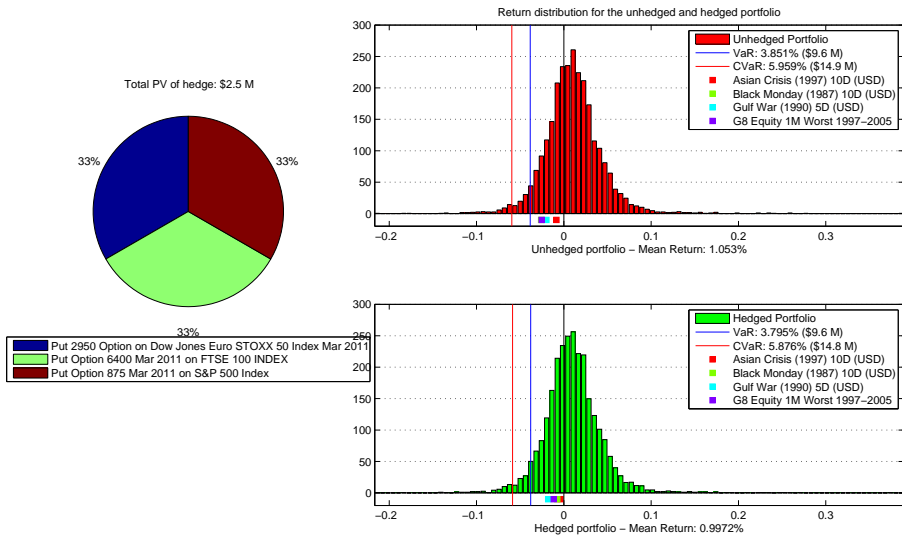 Total PV of hedge: $2.5 M
33%
33%
33%
Put 2950 Option on Dow Jones Euro STOXX 50 Index Mar 2011
Put Option 6400 Mar 2011 on FTSE 100 INDEX
Put Option 875 Mar 2011 on S&P 500 Index
Return distribution for the unhedged and hedged portfolio
300
250
200
150
100
50
0
Unhedged Portfolio
VaR: 3.851% ($9.6 M)
CVaR: 5.959% ($14.9 M)
Asian Crisis (1997) 10D (USD)
Black Monday (1987) 10D (USD)
Gulf War (1990) 5D (USD)
G8 Equity 1M Worst 1997−2005
−0.2 −0.1 0 0.1 0.2 0.3
Unhedged portfolio − Mean Return: 1.053%
300
250
200
150
100
50
0
Hedged Portfolio
VaR: 3.795% ($9.6 M)
CVaR: 5.876% ($14.8 M)
Asian Crisis (1997) 10D (USD)
Black Monday (1987) 10D (USD)
Gulf War (1990) 5D (USD)
G8 Equity 1M Worst 1997−2005
−0.2 −0.1 0 0.1 0.2 0.3
Hedged portfolio − Mean Return: 0.9972%